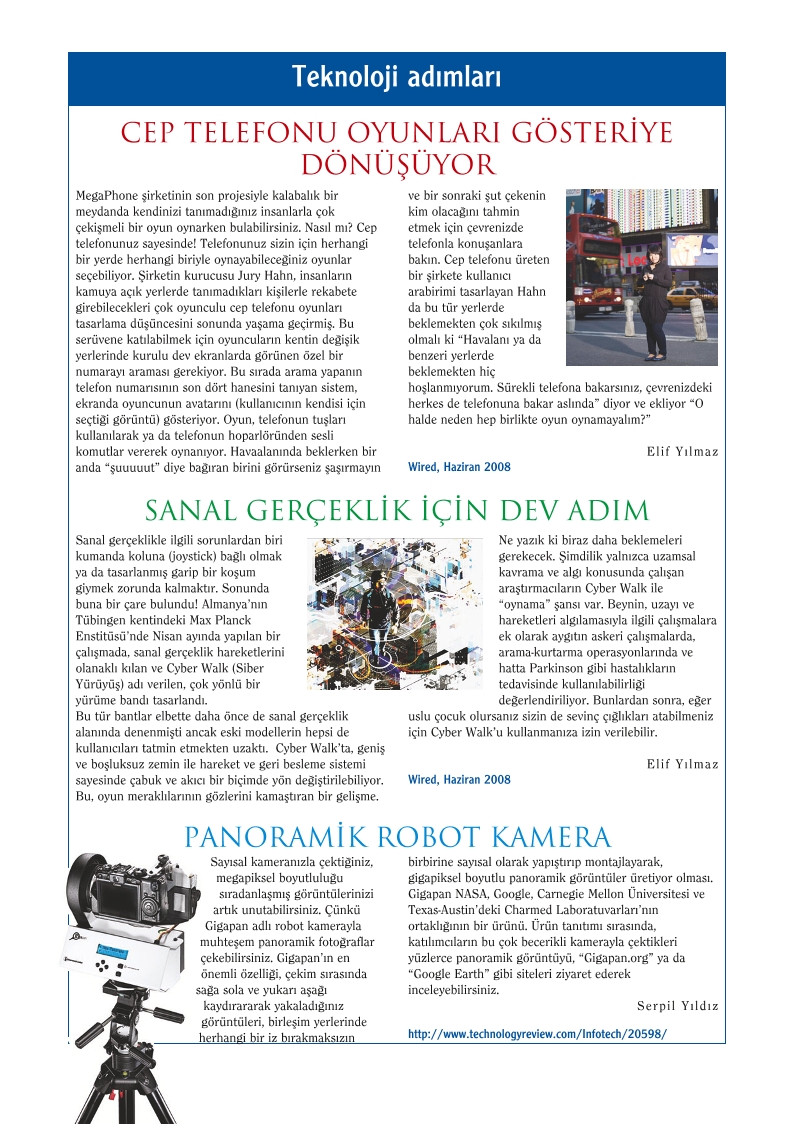 Teknoloji adımları
CEP TELEFONU OYUNLARI GÖSTERİYE
DÖNÜŞÜYOR
MegaPhone şirketinin son projesiyle kalabalık bir
meydanda kendinizi tanımadığınız insanlarla çok
çekişmeli bir oyun oynarken bulabilirsiniz. Nasıl mı? Cep
telefonunuz sayesinde! Telefonunuz sizin için herhangi
bir yerde herhangi biriyle oynayabileceğiniz oyunlar
seçebiliyor. Şirketin kurucusu Jury Hahn, insanların
kamuya açık yerlerde tanımadıkları kişilerle rekabete
girebilecekleri çok oyunculu cep telefonu oyunları
tasarlama düşüncesini sonunda yaşama geçirmiş. Bu
serüvene katılabilmek için oyuncuların kentin değişik
yerlerinde kurulu dev ekranlarda görünen özel bir
numarayı araması gerekiyor. Bu sırada arama yapanın
telefon numarısının son dört hanesini tanıyan sistem,
ekranda oyuncunun avatarını (kullanıcının kendisi için
seçtiği görüntü) gösteriyor. Oyun, telefonun tuşları
kullanılarak ya da telefonun hoparlöründen sesli
komutlar vererek oynanıyor. Havaalanında beklerken bir
anda “şuuuuut” diye bağıran birini görürseniz şaşırmayın
ve bir sonraki şut çekenin
kim olacağını tahmin
etmek için çevrenizde
telefonla konuşanlara
bakın. Cep telefonu üreten
bir şirkete kullanıcı
arabirimi tasarlayan Hahn
da bu tür yerlerde
beklemekten çok sıkılmış
olmalı ki “Havalanı ya da
benzeri yerlerde
beklemekten hiç
hoşlanmıyorum. Sürekli telefona bakarsınız, çevrenizdeki
herkes de telefonuna bakar aslında” diyor ve ekliyor “O
halde neden hep birlikte oyun oynamayalım?”
Elif Yılmaz
Wired, Haziran 2008
SANAL GERÇEKLİK İÇİN DEV ADIM
Sanal gerçeklikle ilgili sorunlardan biri
kumanda koluna (joystick) bağlı olmak
ya da tasarlanmış garip bir koşum
giymek zorunda kalmaktır. Sonunda
buna bir çare bulundu! Almanya’nın
Tübingen kentindeki Max Planck
Enstitüsü’nde Nisan ayında yapılan bir
çalışmada, sanal gerçeklik hareketlerini
olanaklı kılan ve Cyber Walk (Siber
Yürüyüş) adı verilen, çok yönlü bir
yürüme bandı tasarlandı.
Bu tür bantlar elbette daha önce de sanal gerçeklik
alanında denenmişti ancak eski modellerin hepsi de
kullanıcıları tatmin etmekten uzaktı. Cyber Walk’ta, geniş
ve boşluksuz zemin ile hareket ve geri besleme sistemi
sayesinde çabuk ve akıcı bir biçimde yön değiştirilebiliyor.
Bu, oyun meraklılarının gözlerini kamaştıran bir gelişme.
Ne yazık ki biraz daha beklemeleri
gerekecek. Şimdilik yalnızca uzamsal
kavrama ve algı konusunda çalışan
araştırmacıların Cyber Walk ile
“oynama” şansı var. Beynin, uzayı ve
hareketleri algılamasıyla ilgili çalışmalara
ek olarak aygıtın askeri çalışmalarda,
arama-kurtarma operasyonlarında ve
hatta Parkinson gibi hastalıkların
tedavisinde kullanılabilirliği
değerlendiriliyor. Bunlardan sonra, eğer
uslu çocuk olursanız sizin de sevinç çığlıkları atabilmeniz
için Cyber Walk’u kullanmanıza izin verilebilir.
Elif Yılmaz
Wired, Haziran 2008
PANORAMİK ROBOT KAMERA
Sayısal kameranızla çektiğiniz,
megapiksel boyutluluğu
sıradanlaşmış görüntülerinizi
artık unutabilirsiniz. Çünkü
Gigapan adlı robot kamerayla
muhteşem panoramik fotoğraflar
çekebilirsiniz. Gigapan’ın en
önemli özelliği, çekim sırasında
sağa sola ve yukarı aşağı
kaydırararak yakaladığınız
görüntüleri, birleşim yerlerinde
herhangi bir iz bırakmaksızın
birbirine sayısal olarak yapıştırıp montajlayarak,
gigapiksel boyutlu panoramik görüntüler üretiyor olması.
Gigapan NASA, Google, Carnegie Mellon Üniversitesi ve
Texas-Austin’deki Charmed Laboratuvarları’nın
ortaklığının bir ürünü. Ürün tanıtımı sırasında,
katılımcıların bu çok becerikli kamerayla çektikleri
yüzlerce panoramik görüntüyü, “Gigapan.org” ya da
“Google Earth” gibi siteleri ziyaret ederek
inceleyebilirsiniz.
Serpil Yıldız
http://www.technologyreview.com/Infotech/20598/